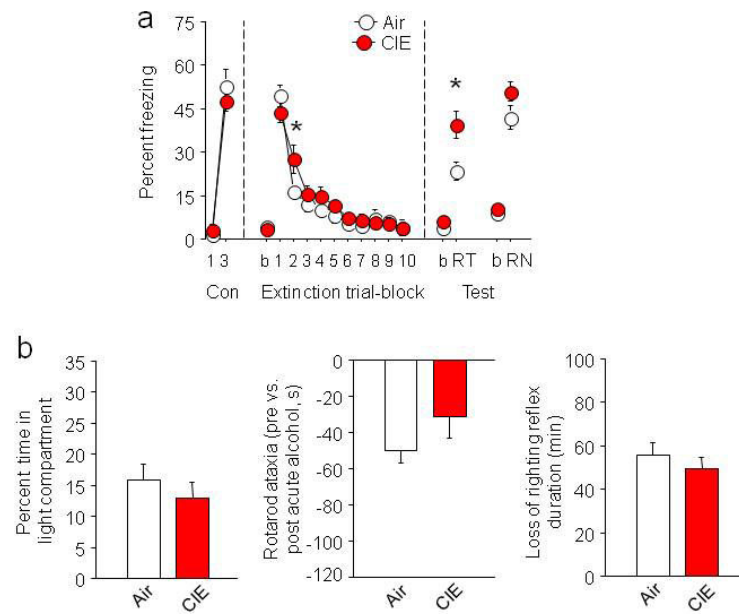 a
Air
CIE
Percent freezing
75
60
45
30
15
0
*
*
1 3
b 1 2 3 4 5 6 7 8 9 10
b RT
b RN
Con
Extinction trial-block
Test
b
Percent time in
light compartment
35
30
25
20
15
10
5
0
Air
CIE
Rotarod ataxia (pre vs.
post acute alcohol, s)
0
-20
-40
-60
-80
-100
-120
Air
CIE
Loss of righting reflex
duration (min)
100
80
60
40
20
0
Air
CIE